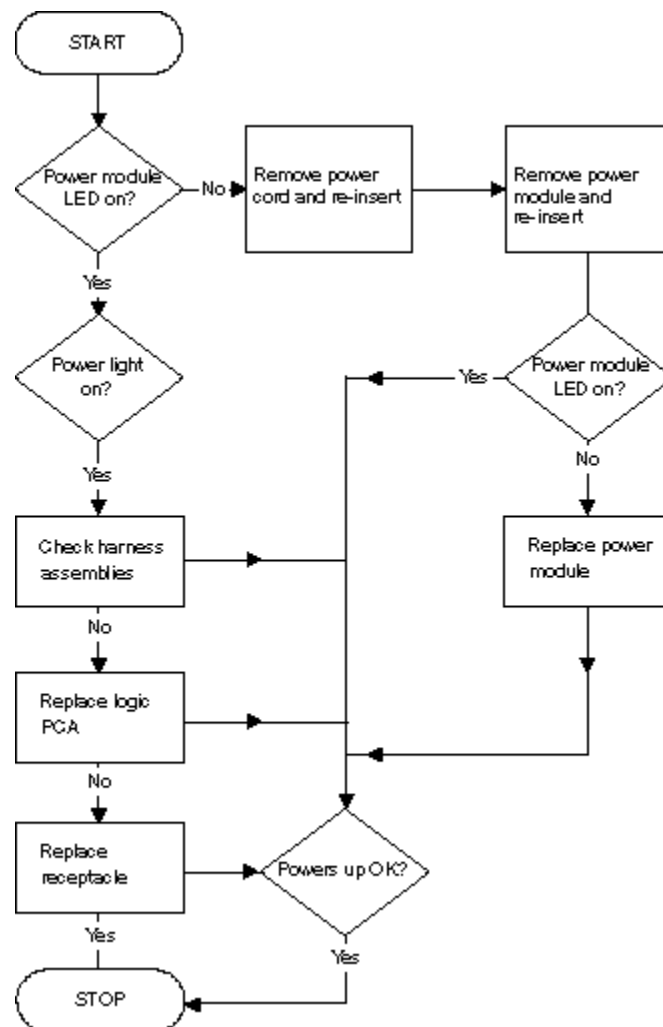 START
Power module
LED on?
No
Remove power
cord and re-insert
Remove power
module and
re-insert
Yes
Power light
on?
Yes
Power module
LED on?
Yes
No
Check harness
assemblies
Replace power
module
No
Replace logic
PCA
No
Replace
receptacle
Powers up OK?
Yes
Yes
STOP